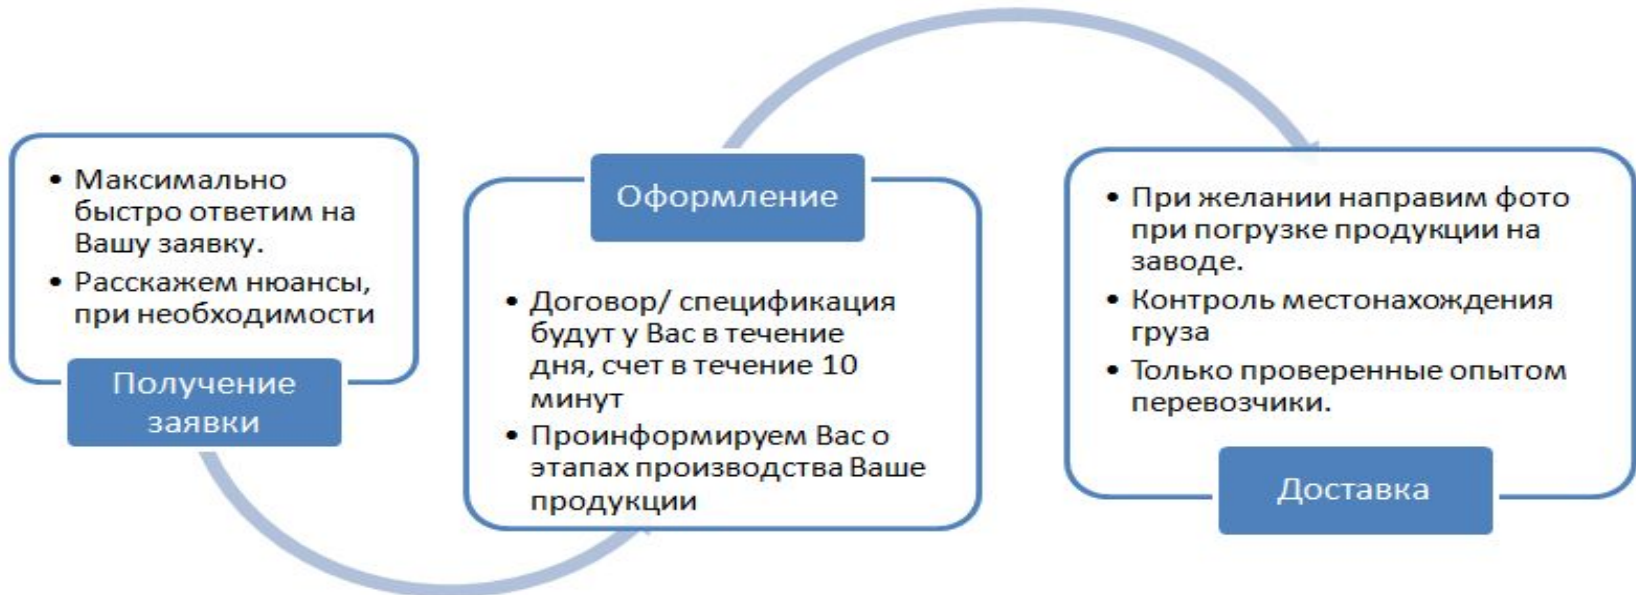 • Максимально
быстро ответим на
Вашу заявку.
• Расскажем нюансы,
при необходимости
Получение
заявки
Оформление
• Договор/ спецификация
будут у Вас в течение
дня, счет в течение 10
минут
• Проинформируем Вас о
этапах производства Ваше
продукции
• При желании направим фото
при погрузке продукции на
заводе.
• Контроль местонахождения
груза
• Только проверенные опытом
перевозчики.
Доставка